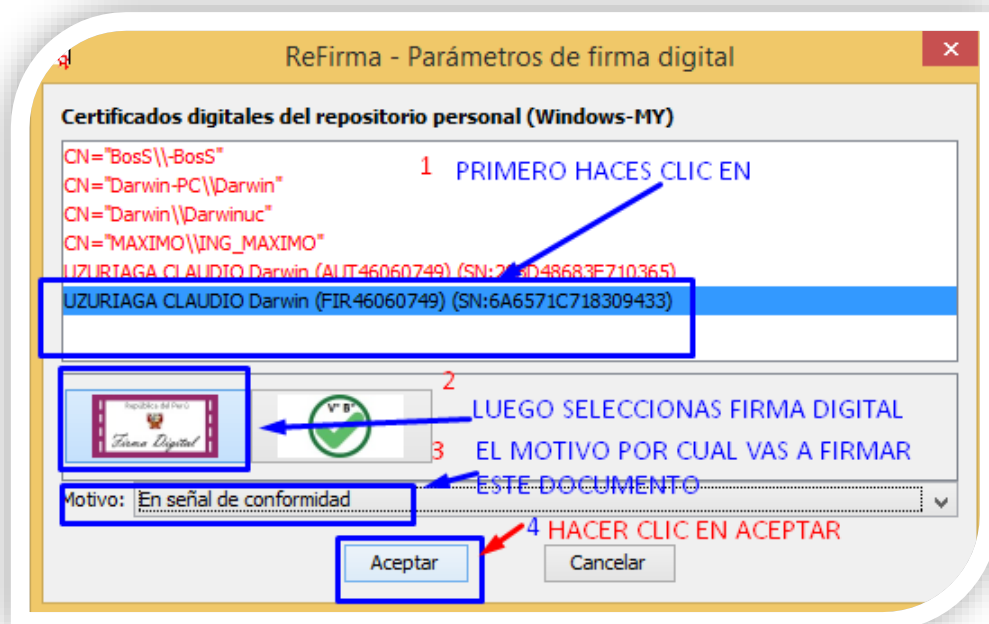 ReFirma - Parámetros de firma digital
Certificados digitales del repositorio personal (Windows-MY)
CN="BosS\\-BosS"
1 PRIMERO HACES CLIC EN
CN="Darwin-PC\\Darwin"
CN="Darwin\\Darwinuc"
CN="MAXIMO\\ING_MAXIMO"
UZURIAGA CLAUDIO Darwin (AUT46060749)
UZURIAGA CLAUDIO Darwin (FIR46060749) (SN:6A6571C718309433)
2
República del Perú
Firma Digital
V° B°
LUEGO SELECCIONAS FIRMA DIGITAL
3 EL MOTIVO POR CUAL VAS A FIRMAR
ESTE DOCUMENTO
Motivo: En señal de conformidad
4 HACER CLIC EN ACEPTAR
Aceptar Cancelar